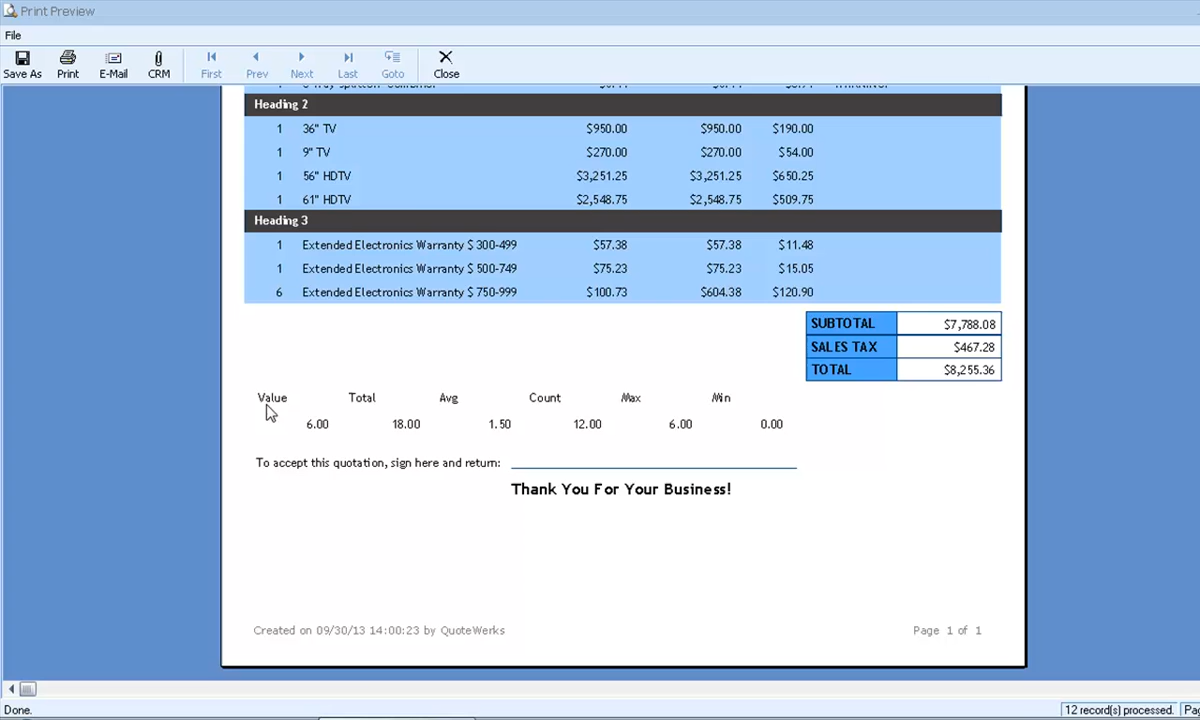 Print Preview
File
Save As Print E-Mail CRM First Prev Next Last Goto Close
Heading 2
1 36" TV $950.00 $950.00 $190.00
1 9" TV $270.00 $270.00 $54.00
1 56" HDTV $3,251.25 $3,251.25 $650.25
1 61" HDTV $2,548.75 $2,548.75 $509.75
Heading 3
1 Extended Electronics Warranty $ 300-499 $57.38 $57.38 $11.48
1 Extended Electronics Warranty $ 500-749 $75.23 $75.23 $15.05
6 Extended Electronics Warranty $ 750-999 $100.73 $604.38 $120.90
SUBTOTAL $7,788.08
SALES TAX $467.28
TOTAL $8,255.36
Value Total Avg Count Max Min
6.00 18.00 1.50 12.00 6.00 0.00
To accept this quotation, sign here and return:
Thank You For Your Business!
Created on 09/30/13 14:00:23 by QuoteWerks Page 1 of 1
Done. 12 record(s) processed. Pa